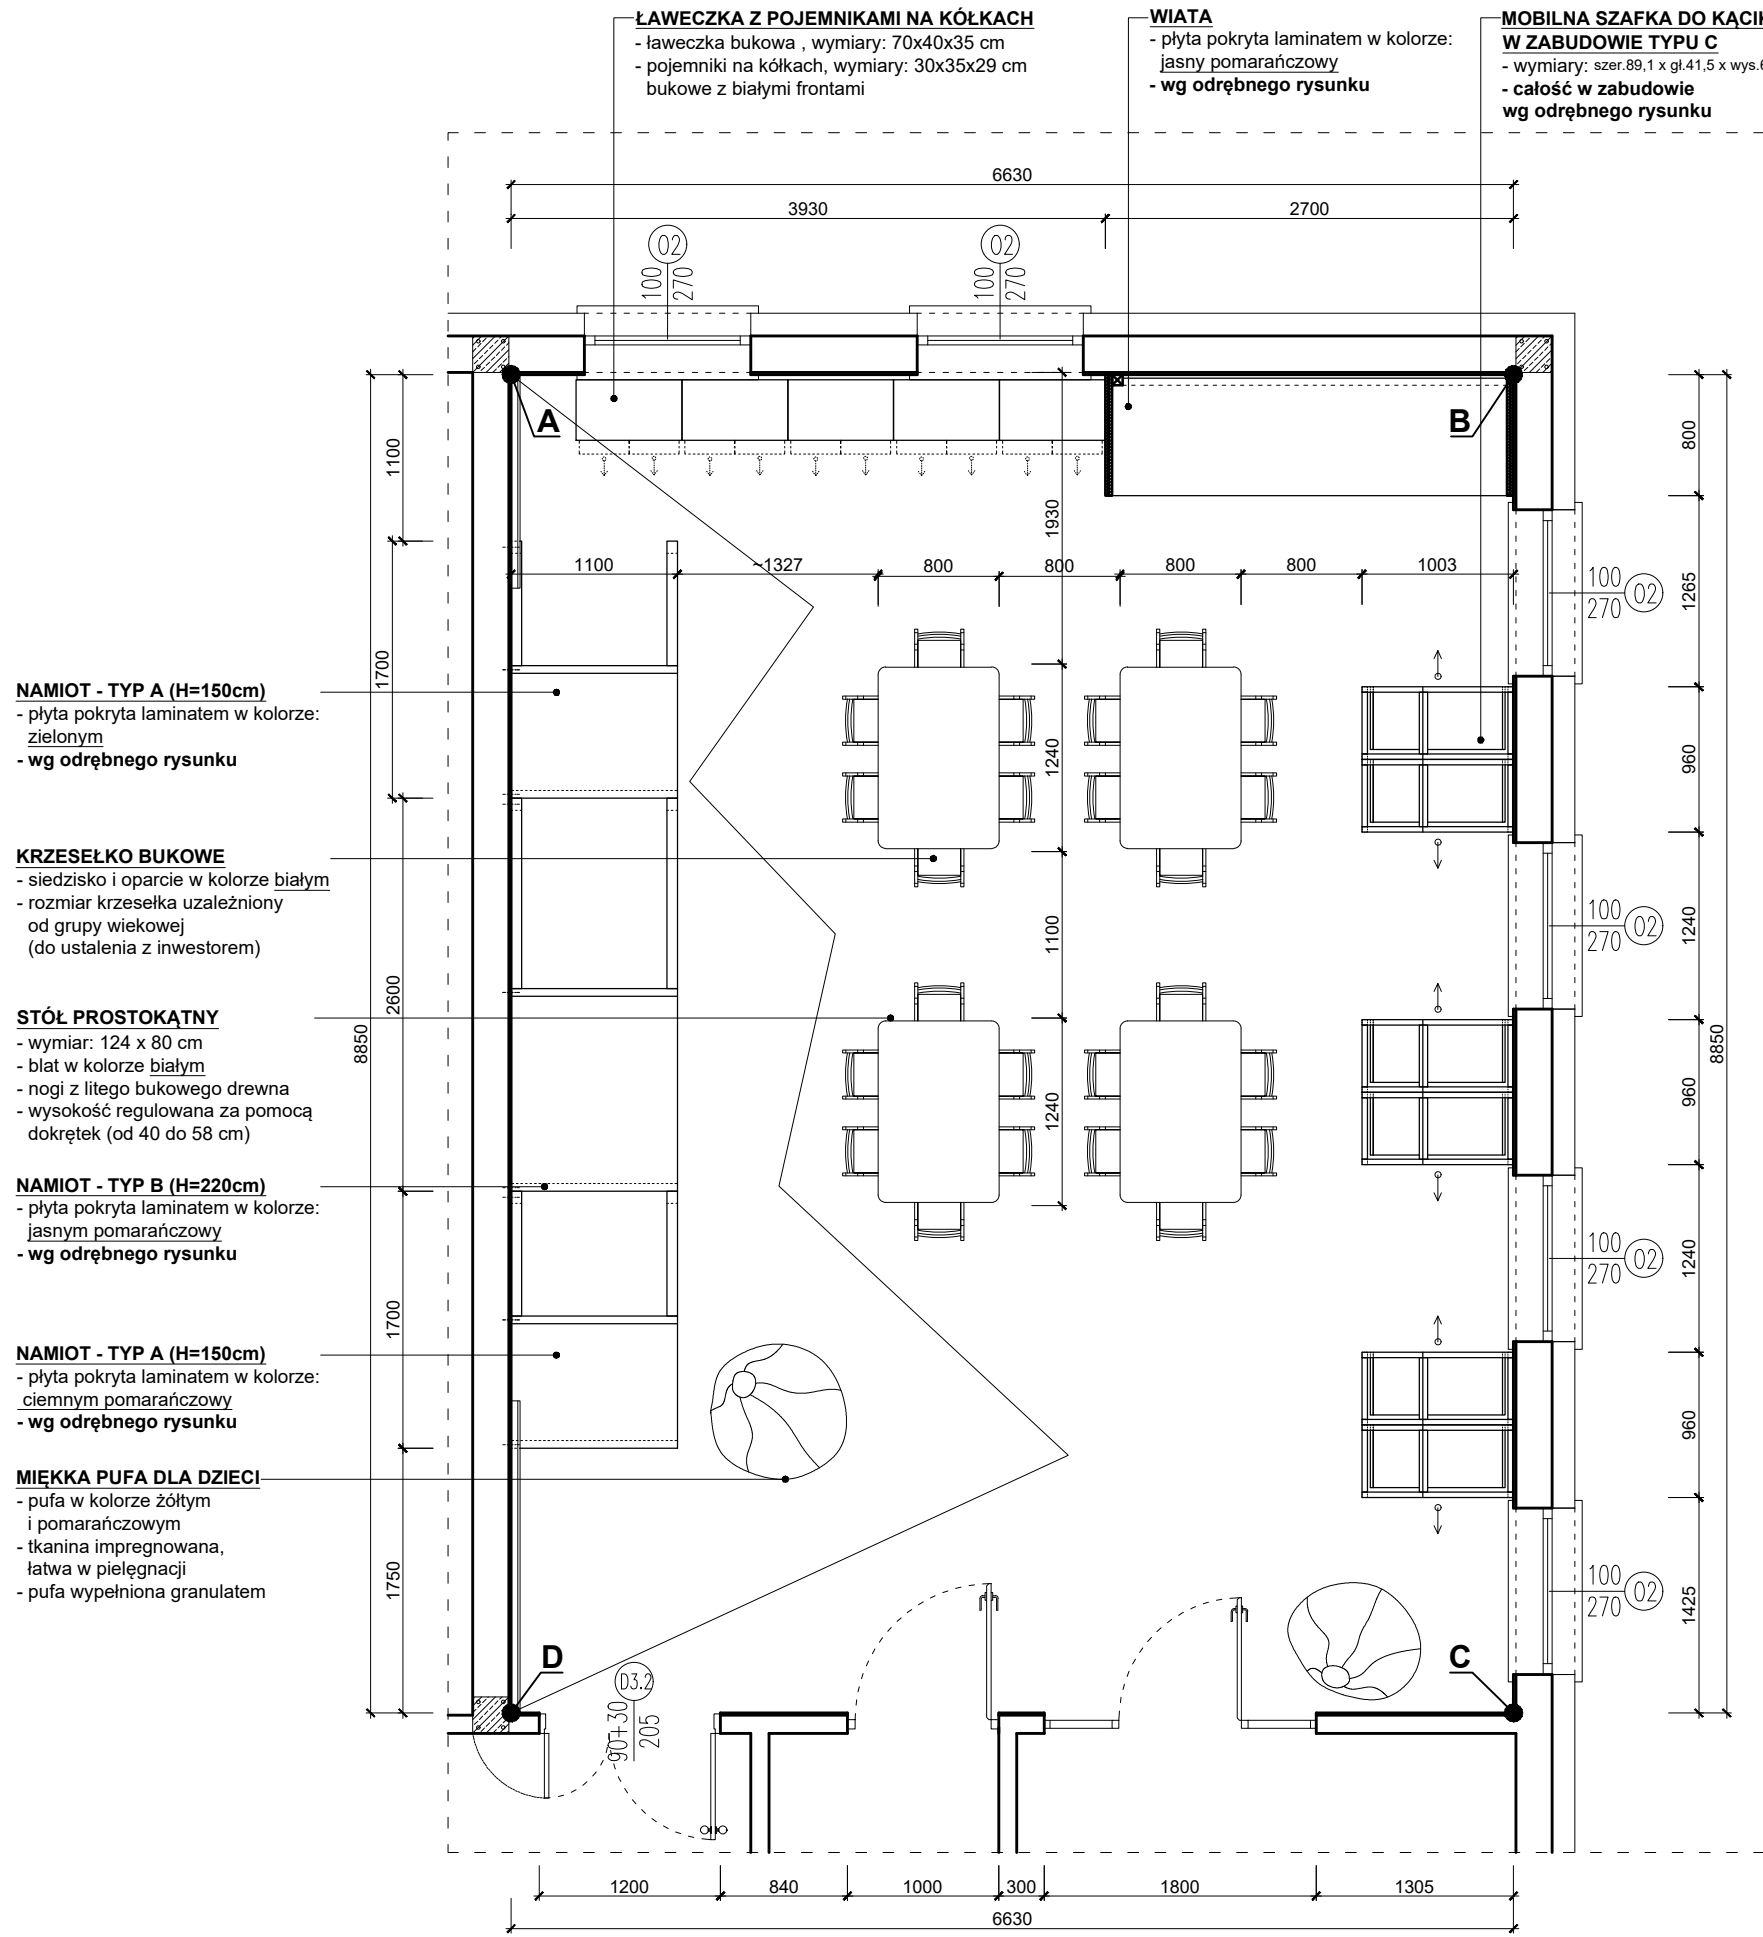 ŁAWECZKA Z POJEMNIKAMI NA KÓŁKACH
- ławeczka bukowa , wymiary: 70x40x35 cm
- pojemniki na kółkach, wymiary: 30x35x29 cm
bukowe z białymi frontami
WIATA
- płyta pokryta laminatem w kolorze:
jasny pomarańczowy
- wg odrębnego rysunku
MOBILNA SZAFKA DO
W ZABUDOWIE TYPU C
- wymiary: szer.89,1 x gł.41,5 x
- całość w zabudowie
wg odrębnego rysunku
6630
3930
2700
02
100
270
02
100
270
A
B
1100
800
1930
1100
~1327
800
800
800
800
1003
100
270
02
1265
1700
NAMIOT - TYP A (H=150cm)
- płyta pokryta laminatem w kolorze:
zielonym
- wg odrębnego rysunku
1240
960
KRZESEŁKO BUKOWE
- siedzisko i oparcie w kolorze białym
- rozmiar krzesełka uzależniony
od grupy wiekowej
(do ustalenia z inwestorem)
100
270
02
1240
1100
2600
8850
8850
STÓŁ PROSTOKĄTNY
- wymiar: 124 x 80 cm
- blat w kolorze białym
- nogi z litego bukowego drewna
- wysokość regulowana za pomocą
dokrętek (od 40 do 58 cm)
1240
960
NAMIOT - TYP B (H=220cm)
- płyta pokryta laminatem w kolorze:
jasnym pomarańczowy
- wg odrębnego rysunku
100
270
02
1240
1700
NAMIOT - TYP A (H=150cm)
- płyta pokryta laminatem w kolorze:
ciemnym pomarańczowy
- wg odrębnego rysunku
960
MIĘKKA PUFA DLA DZIECI
- pufa w kolorze żółtym
i pomarańczowym
- tkanina impregnowana,
łatwa w pielęgnacji
- pufa wypełniona granulatem
1750
100
270
02
1425
D
C
D3.2
90+30
205
1200
840
1000
300
1800
1305
6630